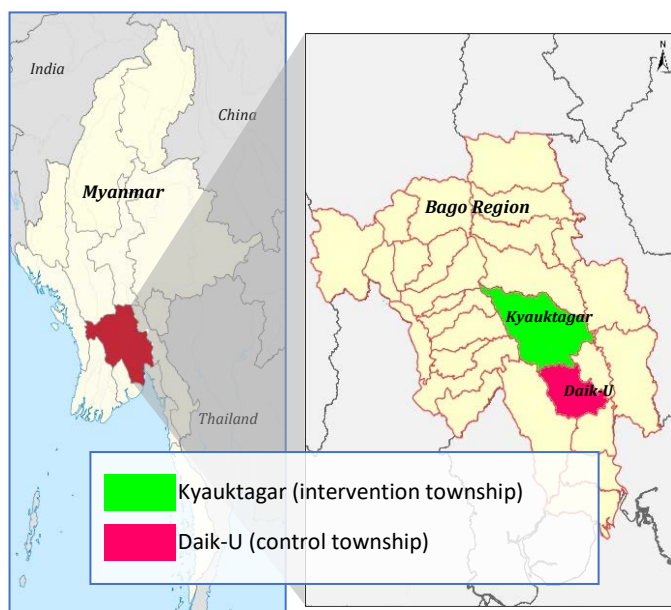 India
China
Myanmar
Thailand
N
Bago Region
Kyauktagar
Daik-U
Kyauktagar (intervention township)
Daik-U (control township)